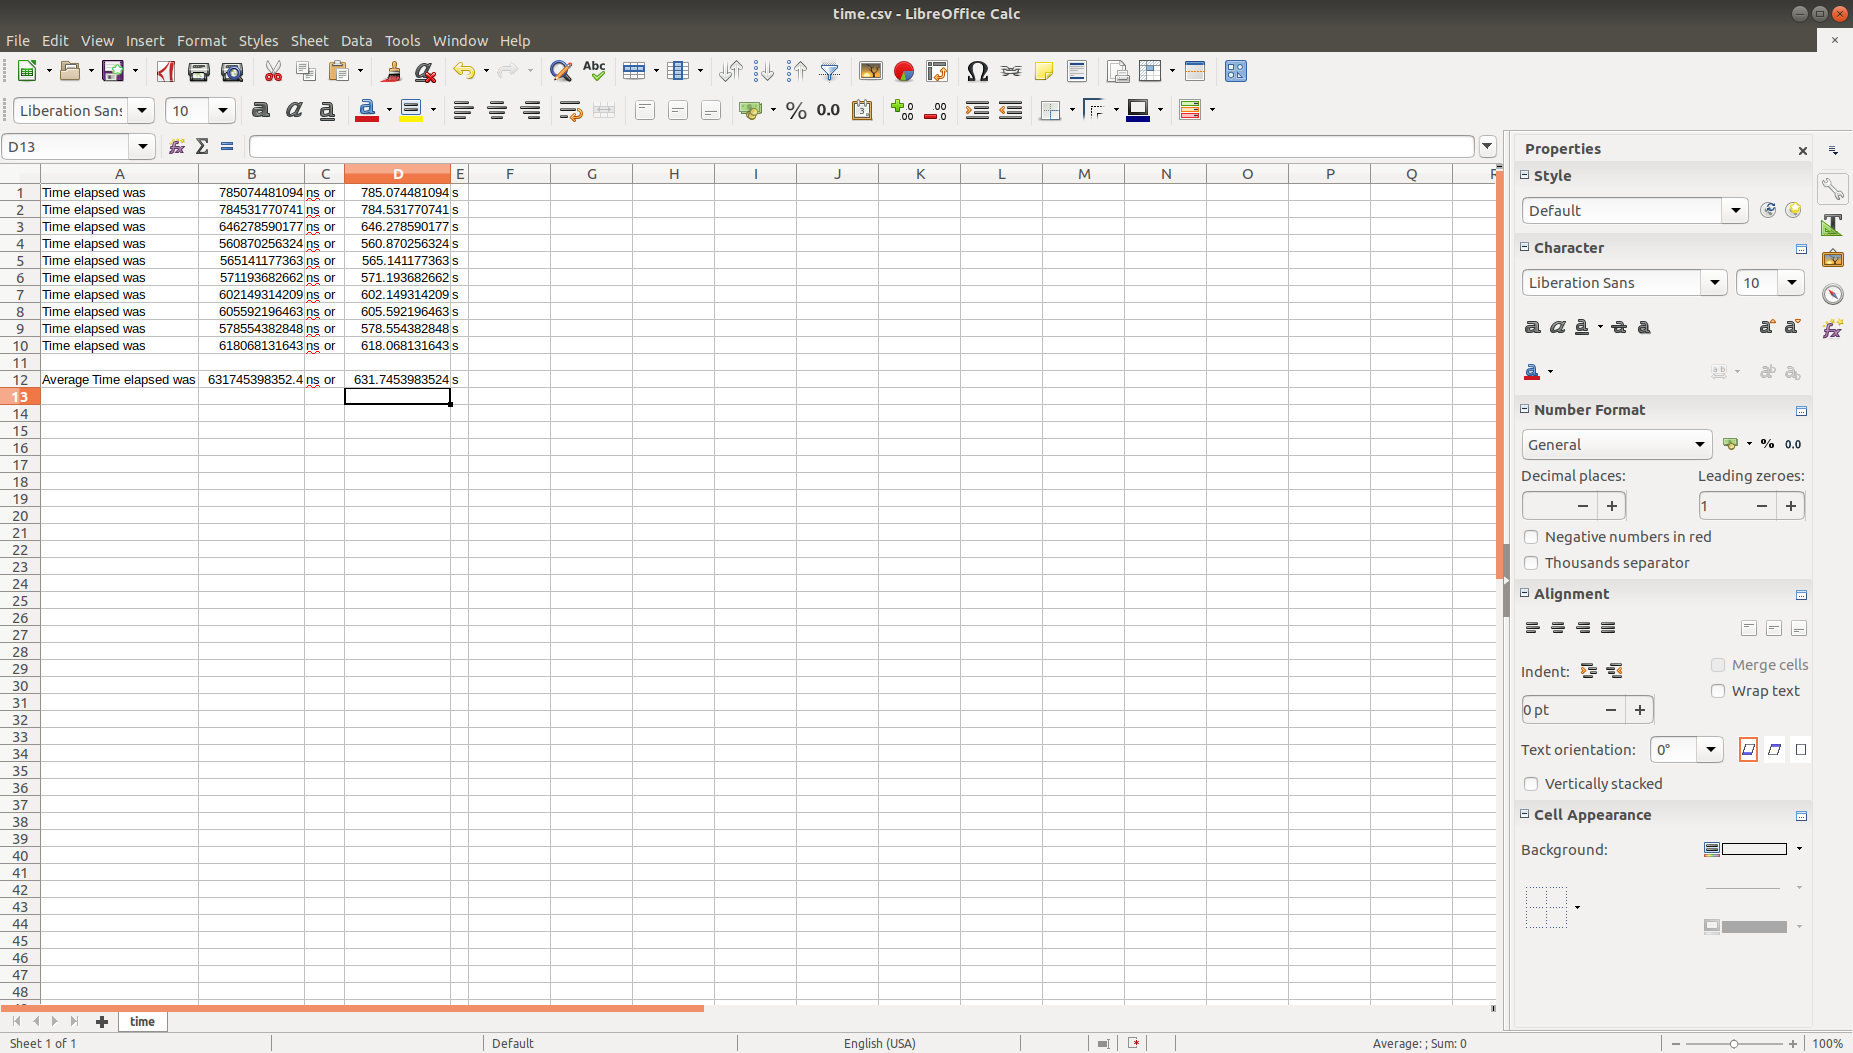 time.csv - LibreOffice Calc
File Edit View Insert Format Styles Sheet Data Tools Window Help
Liberation Sans 10 a a a a % 0.0
D13
A B C D E F G H I J K L M N O P Q R
1 Time elapsed was 785074481094 ns or 785.074481094 s
2 Time elapsed was 784531770741 ns or 784.531770741 s
3 Time elapsed was 646278590177 ns or 646.278590177 s
4 Time elapsed was 560870256324 ns or 560.870256324 s
5 Time elapsed was 565141177363 ns or 565.141177363 s
6 Time elapsed was 571193682662 ns or 571.193682662 s
7 Time elapsed was 602149314209 ns or 602.149314209 s
8 Time elapsed was 605592196463 ns or 605.592196463 s
9 Time elapsed was 578554382848 ns or 578.554382848 s
10 Time elapsed was 618068131643 ns or 618.068131643 s
11
12 Average Time elapsed was 631745398352.4 ns or 631.7453983524 s
13
14
15
16
17
18
19
20
21
22
23
24
25
26
27
28
29
30
31
32
33
34
35
36
37
38
39
40
41
42
43
44
45
46
47
48
time
Sheet 1 of 1 Default English (USA) Average: ; Sum: 0 100%
Properties
Style
Default
Character
Liberation Sans 10
Number Format
General % 0.0
Decimal places: Leading zeroes:
1
Negative numbers in red
Thousands separator
Alignment
Indent: Merge cells
Wrap text
0 pt
Text orientation: 0°
Vertically stacked
Cell Appearance
Background: